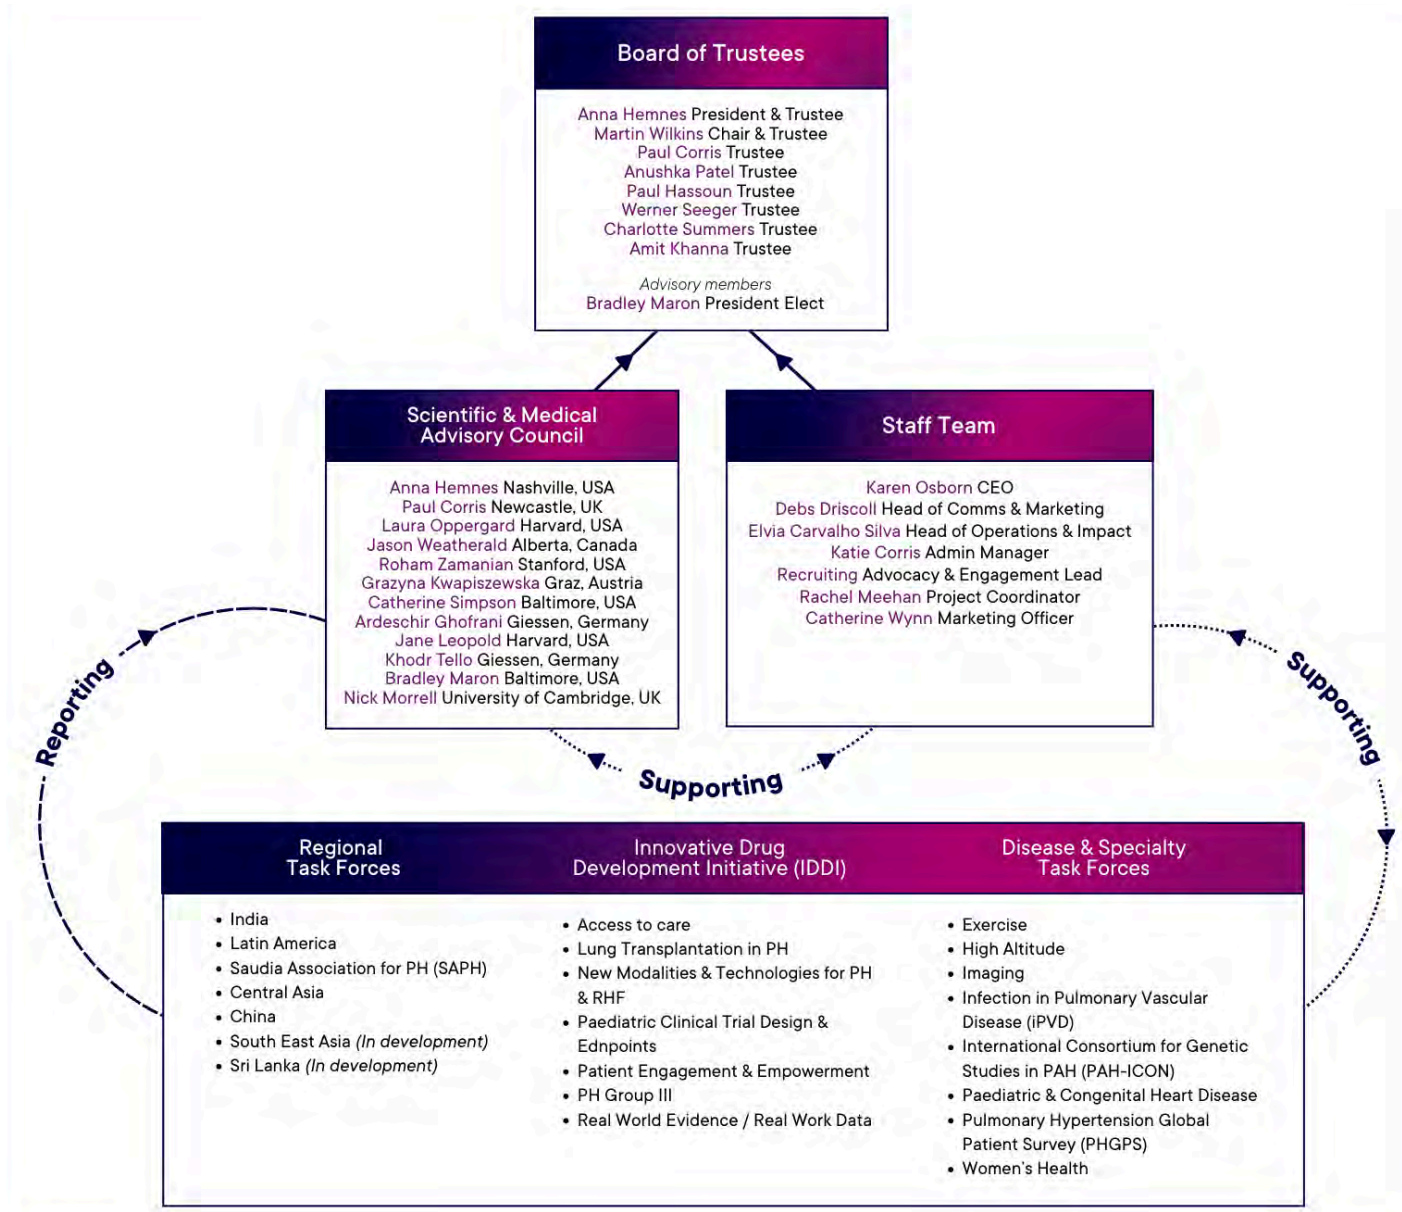 Board of Trustees
Anna Hemnes President & Trustee
Martin Wilkins Chair & Trustee
Paul Corris Trustee
Anushka Patel Trustee
Paul Hassoun Trustee
Werner Seeger Trustee
Charlotte Summers Trustee
Amit Khanna Trustee
Advisory members
Bradley Maron President Elect
Scientific & Medical
Advisory Council
Anna Hemnes Nashville, USA
Paul Corris Newcastle, UK
Laura Oppergard Harvard, USA
Jason Weatherald Alberta, Canada
Roham Zamanian Stanford, USA
Grazyna Kwapiszewska Graz, Austria
Catherine Simpson Baltimore, USA
Ardeschir Ghofrani Giessen, Germany
Jane Leopold Harvard, USA
Khodr Tello Giessen, Germany
Bradley Maron Baltimore, USA
Nick Morrell University of Cambridge, UK
Staff Team
Karen Osborn CEO
Debs Driscoll Head of Comms & Marketing
Elvia Carvalho Silva Head of Operations & Impact
Katie Corris Admin Manager
Recruiting Advocacy & Engagement Lead
Rachel Meehan Project Coordinator
Catherine Wynn Marketing Officer
Reporting
Supporting
Supporting
Regional
Task Forces
• India
• Latin America
• Saudia Association for PH (SAPH)
• Central Asia
• China
• South East Asia (In development)
• Sri Lanka (In development)
Innovative Drug
Development Initiative (IDDI)
• Access to care
• Lung Transplantation in PH
• New Modalities & Technologies for PH
& RHF
• Paediatric Clinical Trial Design &
Ednpoints
• Patient Engagement & Empowerment
• PH Group III
• Real World Evidence / Real Work Data
Disease & Specialty
Task Forces
• Exercise
• High Altitude
• Imaging
• Infection in Pulmonary Vascular
Disease (iPVD)
• International Consortium for Genetic
Studies in PAH (PAH-ICON)
• Paediatric & Congenital Heart Disease
• Pulmonary Hypertension Global
Patient Survey (PHGPS)
• Women's Health